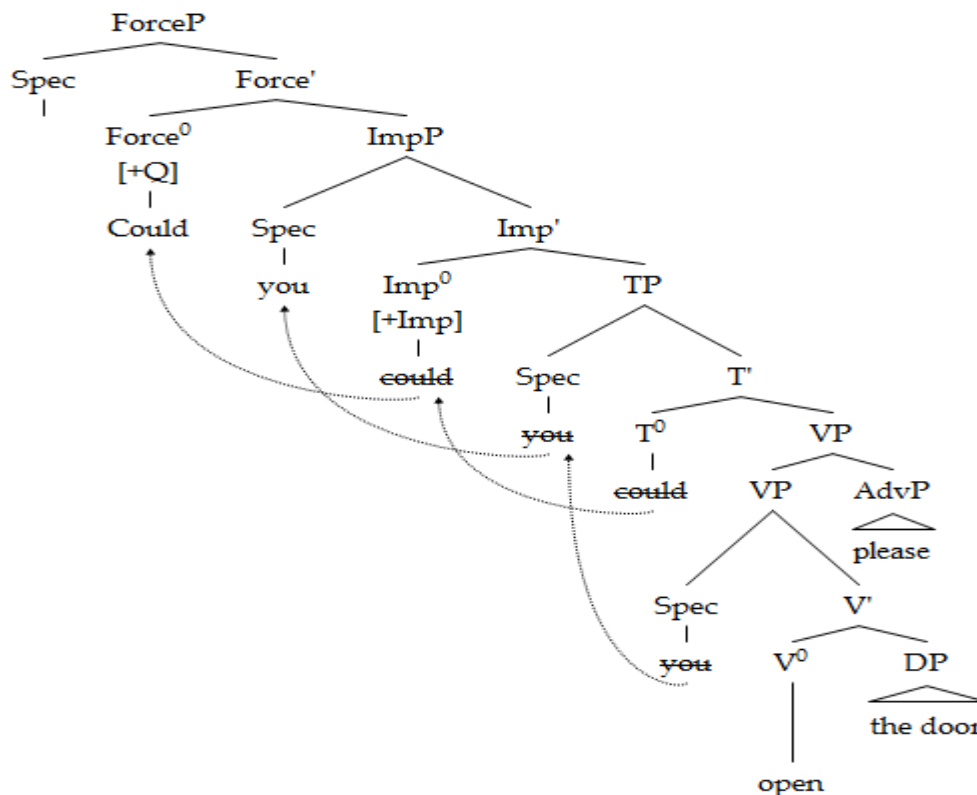 ForceP
Spec Force'
Force⁰ ImpP
[+Q]
Could Spec Imp'
you Imp⁰ TP
[+Imp]
could Spec T'
you T⁰ VP
could VP AdvP
please
Spec V'
you V⁰ DP
the door
open